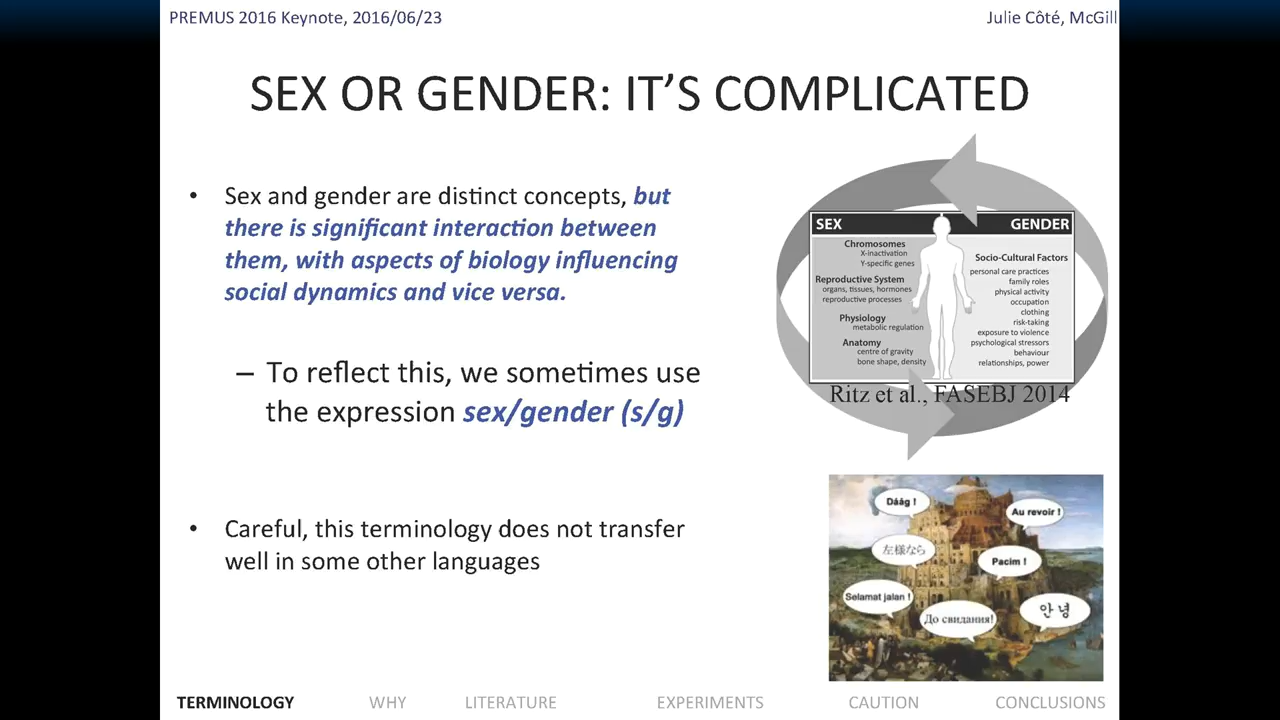 PREMUS 2016 Keynote, 2016/06/23
Julie Côté, McGill
SEX OR GENDER: IT'S COMPLICATED
• Sex and gender are distinct concepts, but
there is significant interaction between
them, with aspects of biology influencing
social dynamics and vice versa.
– To reflect this, we sometimes use
the expression sex/gender (s/g)
• Careful, this terminology does not transfer
well in some other languages
SEX
GENDER
Chromosomes
X-inactivation
Y-specific genes
Reproductive System
organs, tissues, hormones
reproductive processes
Physiology
metabolic regulation
Anatomy
centre of gravity
bone shape, density
Socio-Cultural Factors
personal care practices
family roles
physical activity
occupation
clothing
risk-taking
exposure to violence
psychological stressors
behaviour
relationships, power
Ritz et al., FASEBJ 2014
Dáág !
Au revoir !
左様なら
Pacim !
Selamat jalan !
До свидания!
안녕
TERMINOLOGY WHY LITERATURE EXPERIMENTS CAUTION CONCLUSIONS